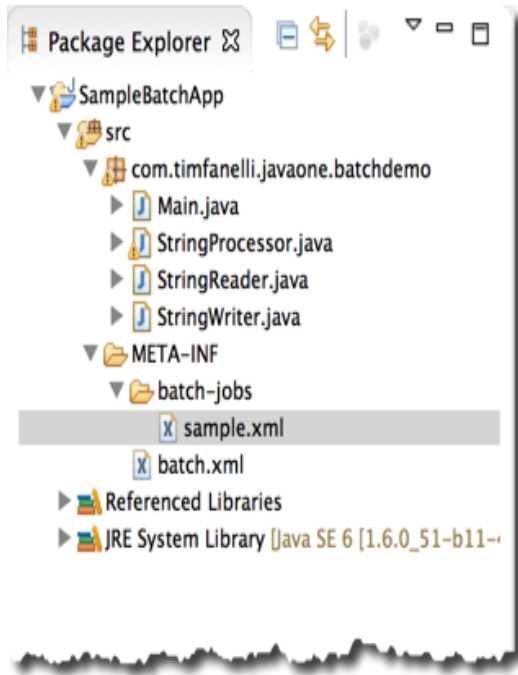 Package Explorer
SampleBatchApp
src
com.timfanelli.javaone.batchdemo
Main.java
StringProcessor.java
StringReader.java
StringWriter.java
META-INF
batch-jobs
sample.xml
batch.xml
Referenced Libraries
JRE System Library [Java SE 6 [1.6.0_51-b11-